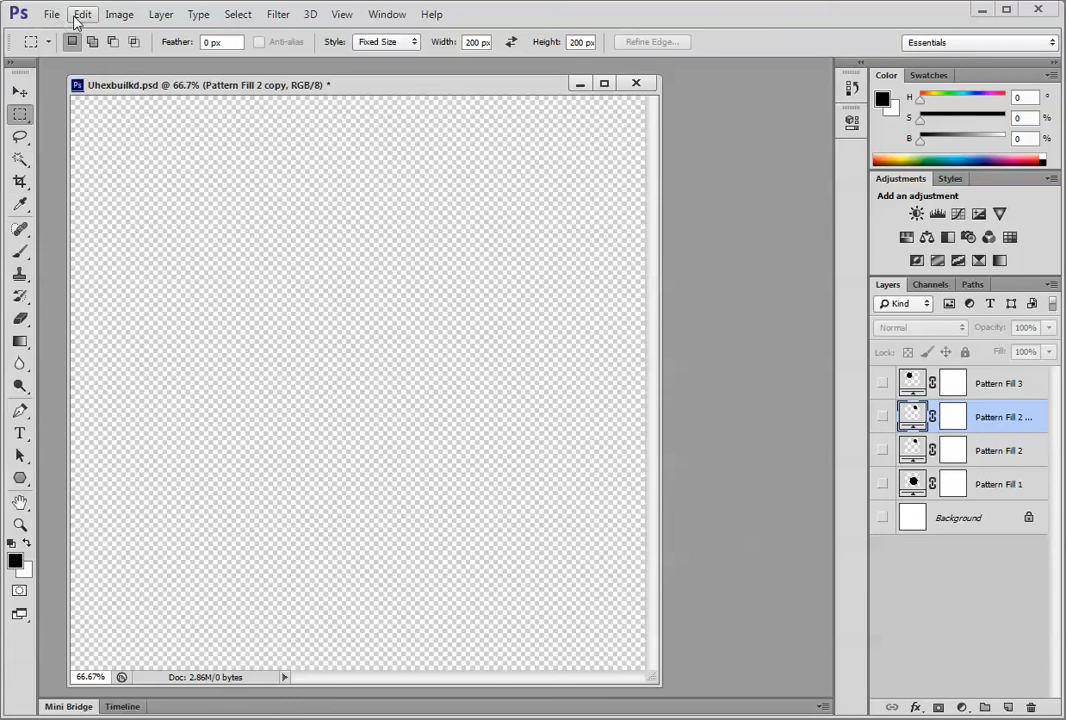 Ps File Edit Image Layer Type Select Filter 3D View Window Help
Feather: 0 px Anti-alias Style: Fixed Size Width: 200 px Height: 200 px Refine Edge... Essentials
Ps Uhexbuilkd.psd @ 66.7% (Pattern Fill 2 copy, RGB/8) *
Color Swatches
H 0 °
S 0 %
B 0 %
Adjustments Styles
Add an adjustment
Layers Channels Paths
Kind
Normal Opacity: 100%
Lock: Fill: 100%
Pattern Fill 3
Pattern Fill 2 ...
Pattern Fill 2
Pattern Fill 1
Background
66.67% Doc: 2.86M/0 bytes
Mini Bridge Timeline